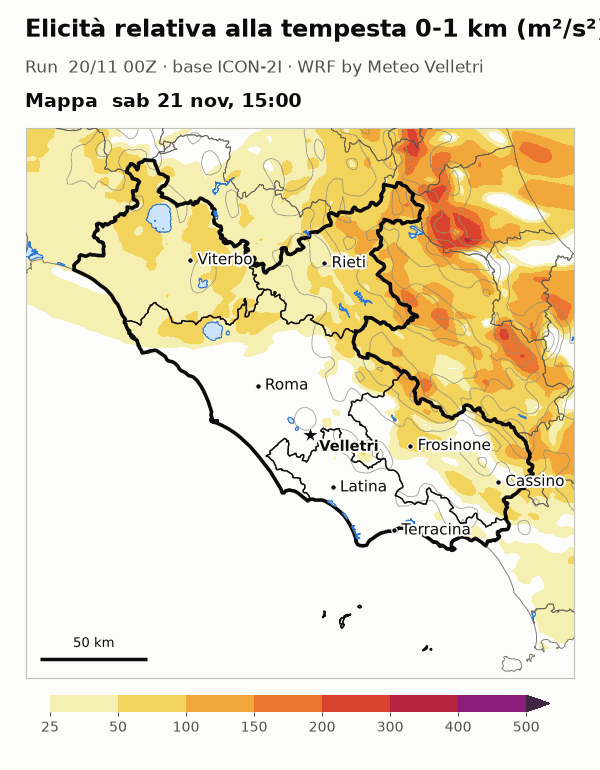 Elicità relativa alla tempesta 0-1 km (m²/s²)
Run 20/11 00Z · base ICON-2I · WRF by Meteo Velletri
Mappa sab 21 nov, 15:00
Viterbo
Rieti
Roma
Velletri
Frosinone
Latina
Cassino
Terracina
50 km
25 50 100 150 200 300 400 500